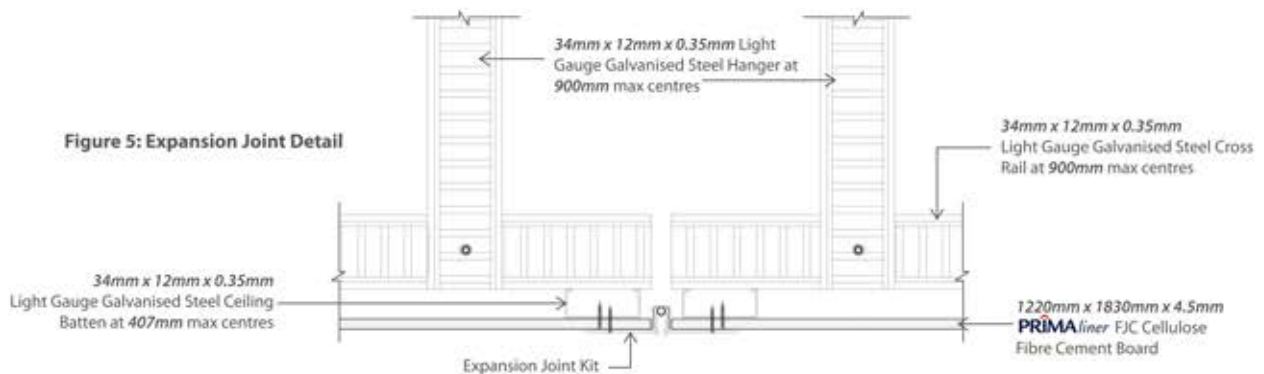 34mm x 12mm x 0.35mm Light
Gauge Galvanised Steel Hanger at
900mm max centres
Figure 5: Expansion Joint Detail
34mm x 12mm x 0.35mm
Light Gauge Galvanised Steel Cross
Rail at 900mm max centres
34mm x 12mm x 0.35mm
Light Gauge Galvanised Steel Ceiling
Batten at 407mm max centres
1220mm x 1830mm x 4.5mm
PRIMAliner FJC Cellulose
Fibre Cement Board
Expansion Joint Kit